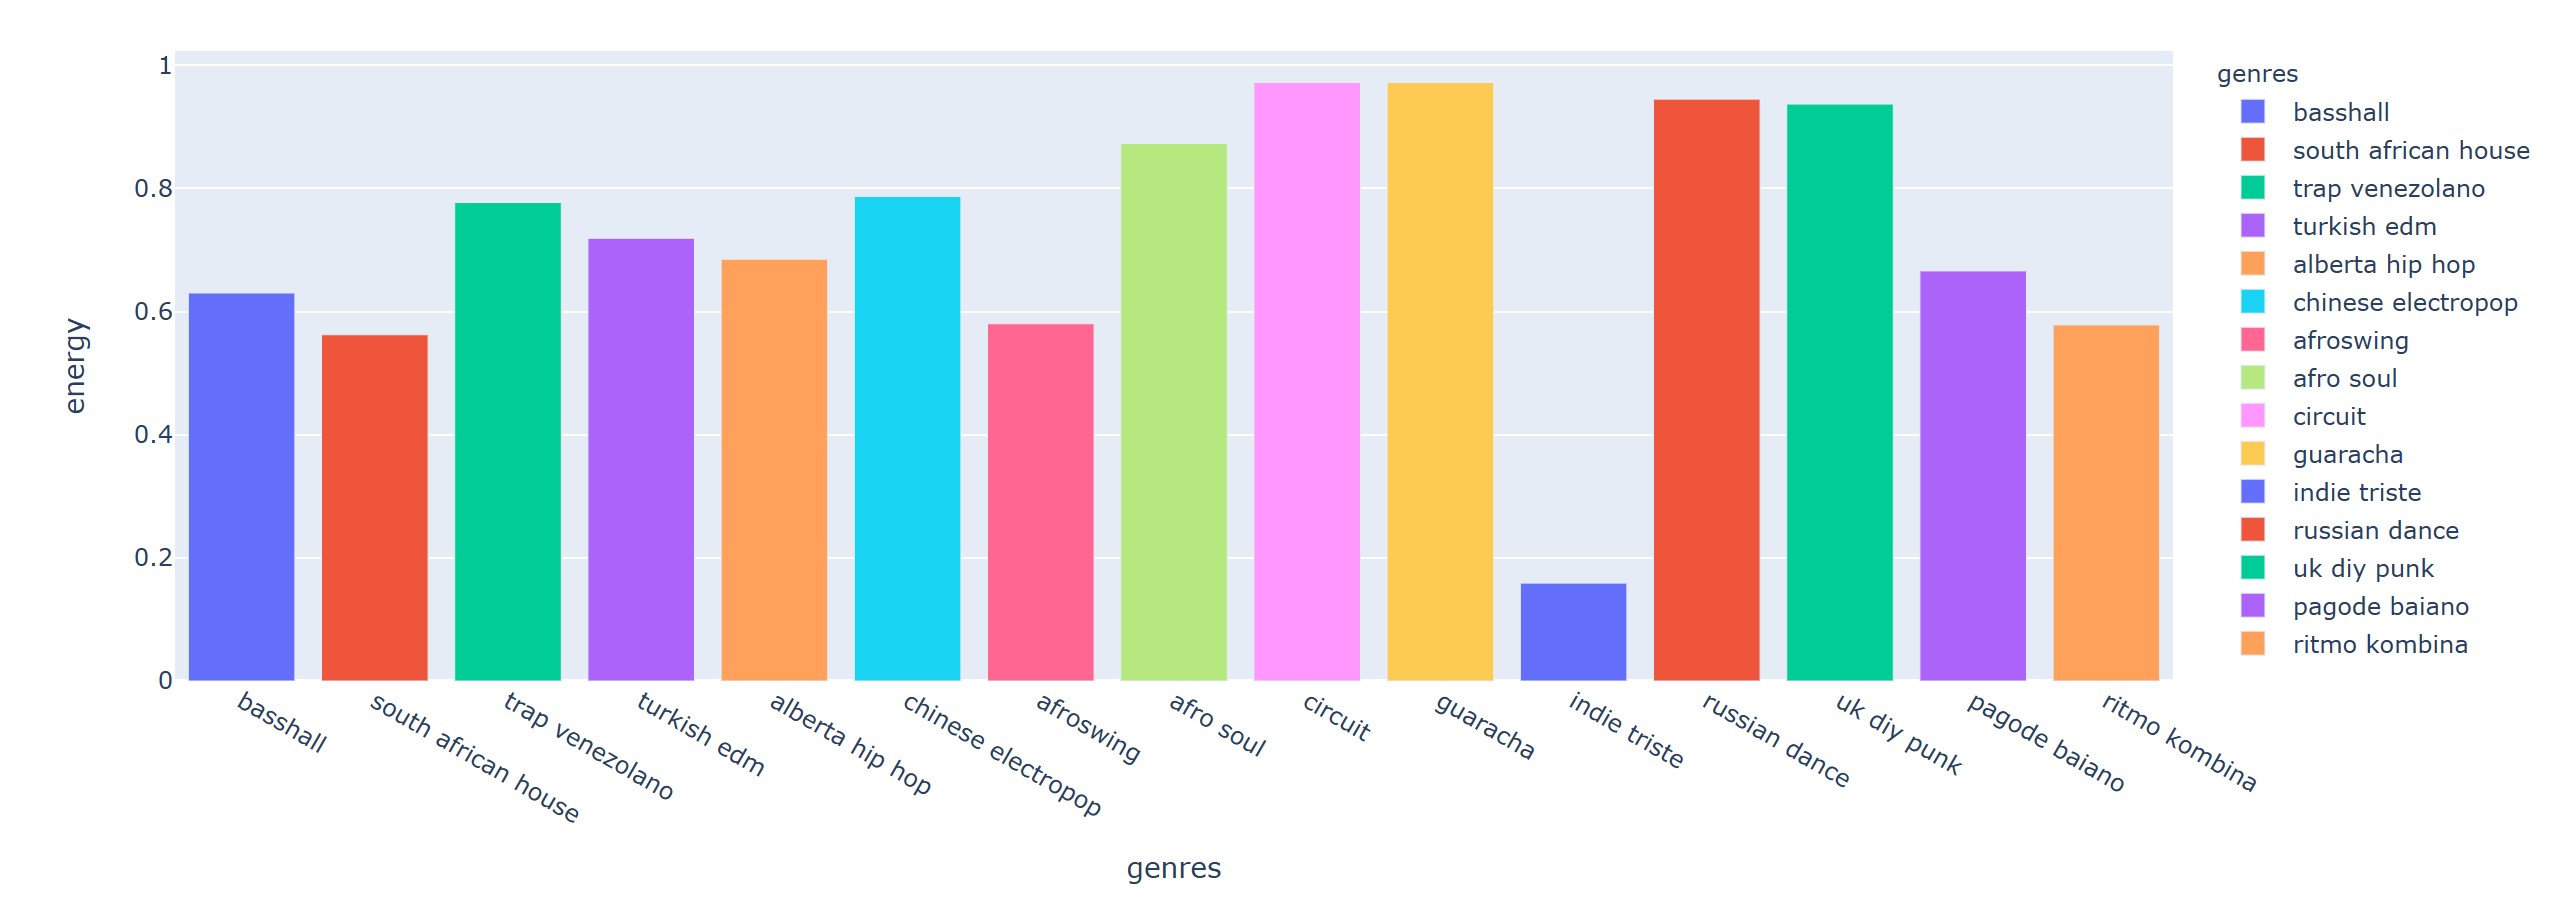 1
0.8
0.6
0.4
0.2
0
energy
basshall
south african house
trap venezolano
turkish edm
alberta hip hop
chinese electropop
afroswing
afro soul
circuit
guaracha
indie triste
russian dance
uk diy punk
pagode baiano
ritmo kombina
genres
genres
basshall
south african house
trap venezolano
turkish edm
alberta hip hop
chinese electropop
afroswing
afro soul
circuit
guaracha
indie triste
russian dance
uk diy punk
pagode baiano
ritmo kombina